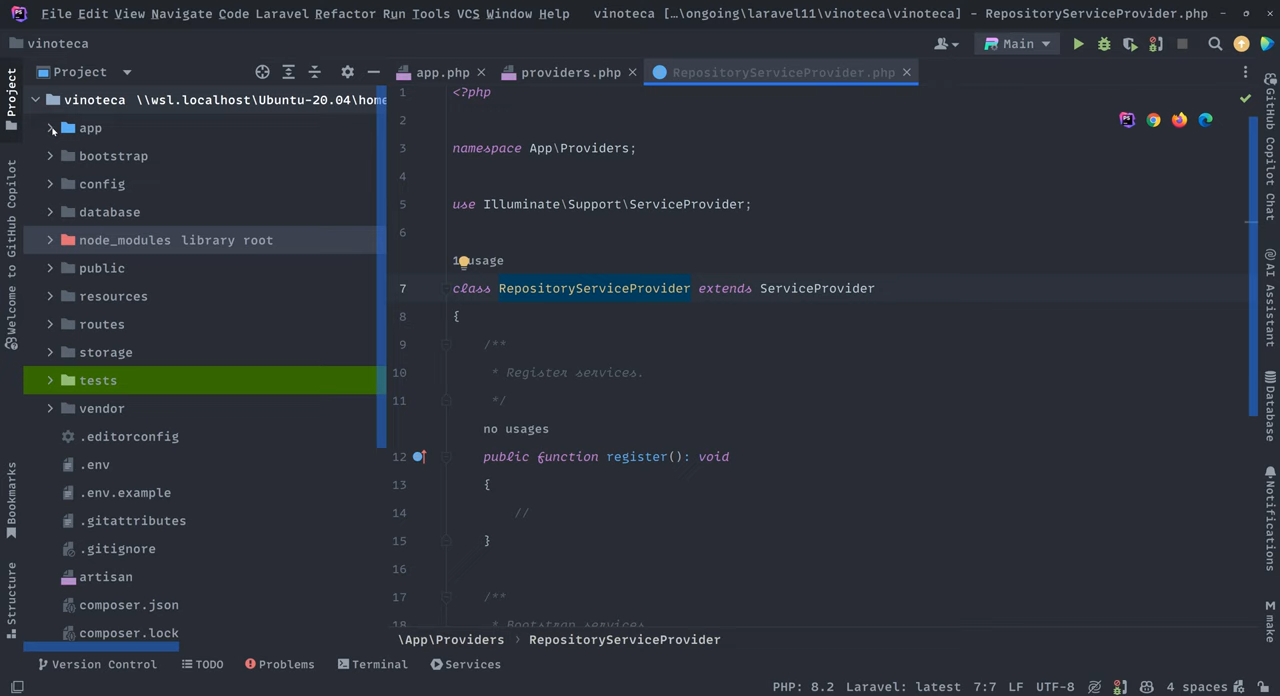 File Edit View Navigate Code Laravel Refactor Run Tools VCS Window Help vinoteca [...\ongoing\laravel11\vinoteca\vinoteca] - RepositoryServiceProvider.php
vinoteca
Main
Project
app.php
providers.php
RepositoryServiceProvider.php
Project
Welcome to GitHub Copilot
Bookmarks
Structure
vinoteca \\wsl.localhost\Ubuntu-20.04\home
app
bootstrap
config
database
node_modules library root
public
resources
routes
storage
tests
vendor
.editorconfig
.env
.env.example
.gitattributes
.gitignore
artisan
composer.json
composer.lock
1 <?php
2
3 namespace App\Providers;
4
5 use Illuminate\Support\ServiceProvider;
6
1 usage
7 class RepositoryServiceProvider extends ServiceProvider
8 {
9 /**
10 * Register services.
11 */
no usages
12 public function register(): void
13 {
14 //
15 }
16
17 /**
18 * Bootstrap services.
GitHub Copilot Chat
AI Assistant
Database
Notifications
make
\App\Providers › RepositoryServiceProvider
Version Control TODO Problems Terminal Services
PHP: 8.2 Laravel: latest 7:7 LF UTF-8 4 spaces